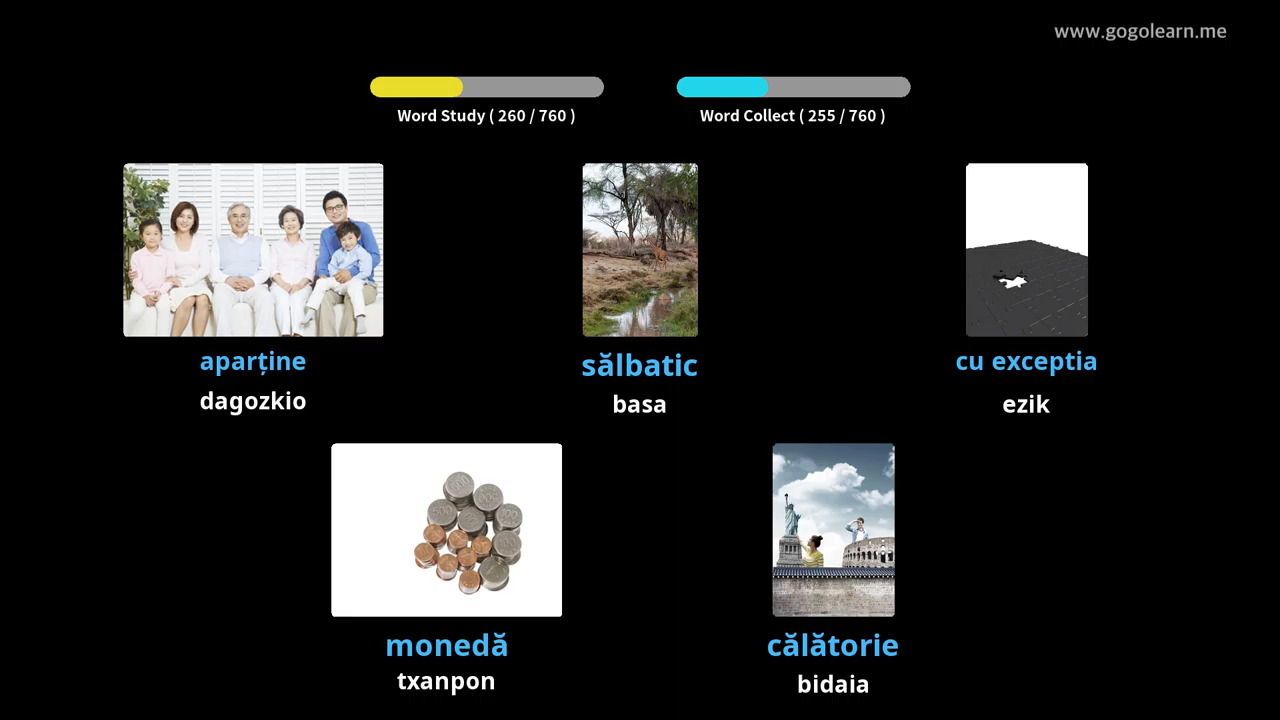 www.gogolearn.me
Word Study ( 260 / 760 )
Word Collect ( 255 / 760 )
aparține
dagozkio
sălbatic
basa
cu exceptia
ezik
monedă
txanpon
călătorie
bidaia